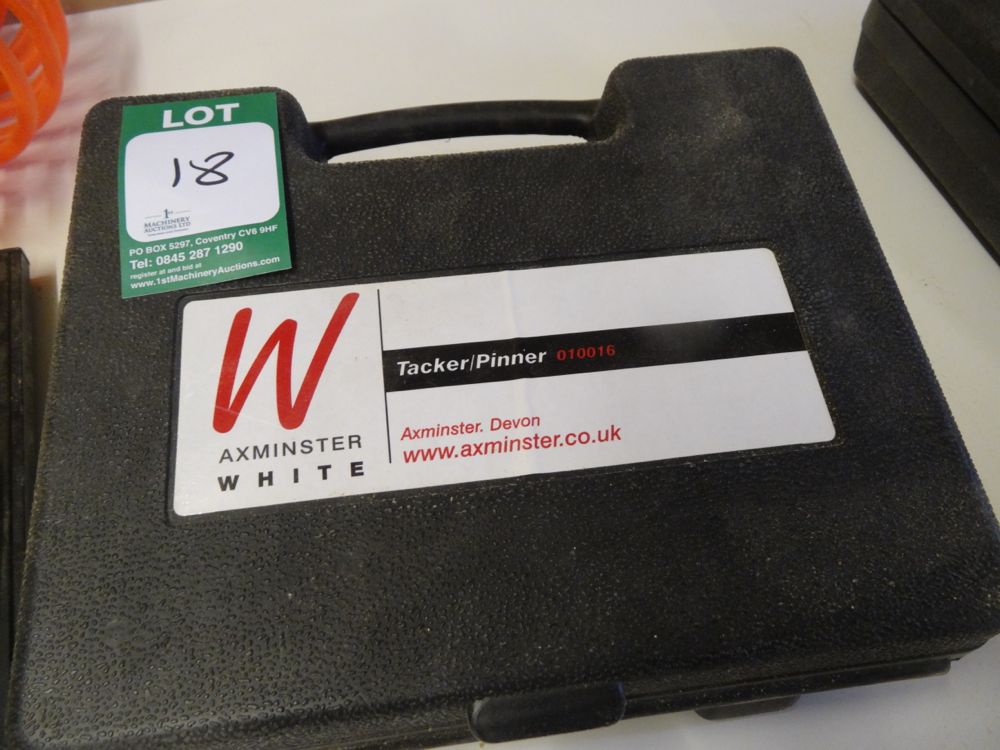 LOT
18
1st
MACHINERY
AUCTIONS LTD
PO BOX 5297, Coventry CV6 9HF
Tel: 0845 287 1290
register at and bid at
www.1stMachineryAuctions.com
W
AXMINSTER
WHITE
Tacker/Pinner 010016
Axminster. Devon
www.axminster.co.uk